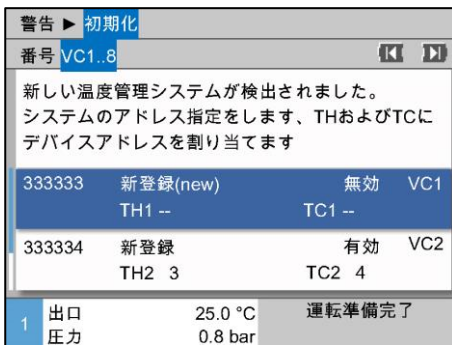 警告 ▶ 初期化
番号 VC1..8
新しい温度管理システムが検出されました。
システムのアドレス指定をします、THおよびTCに
デバイスアドレスを割り当てます
333333 新登録(new) 無効 VC1
TH1 -- TC1 --
333334 新登録 有効 VC2
TH2 3 TC2 4
1 出口 25.0 °C 運転準備完了
圧力 0.8 bar